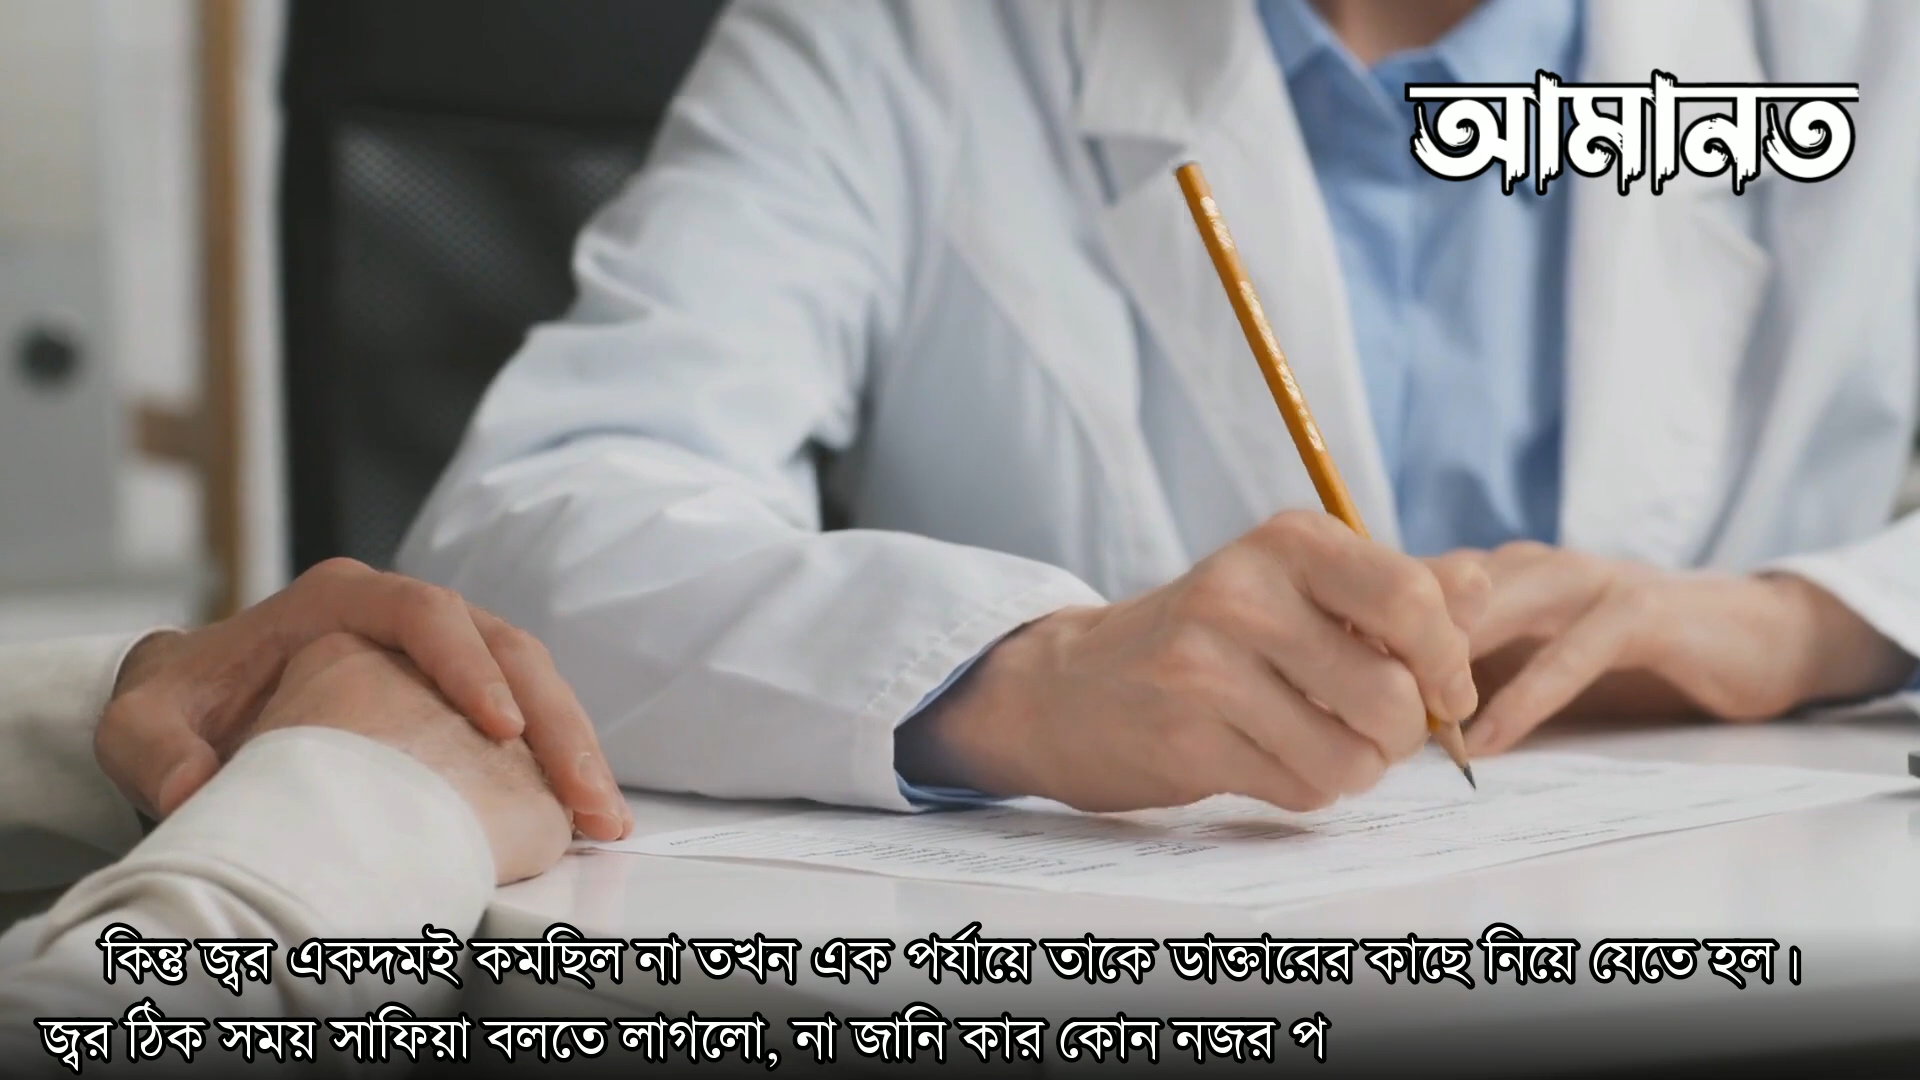 আমানত
কিন্তু জ্বর একদমই কমছিল না তখন এক পর্যায়ে তাকে ডাক্তারের কাছে নিয়ে যেতে হল।
জ্বর ঠিক সময় সাফিয়া বলতে লাগলো, না জানি কার কোন নজর প